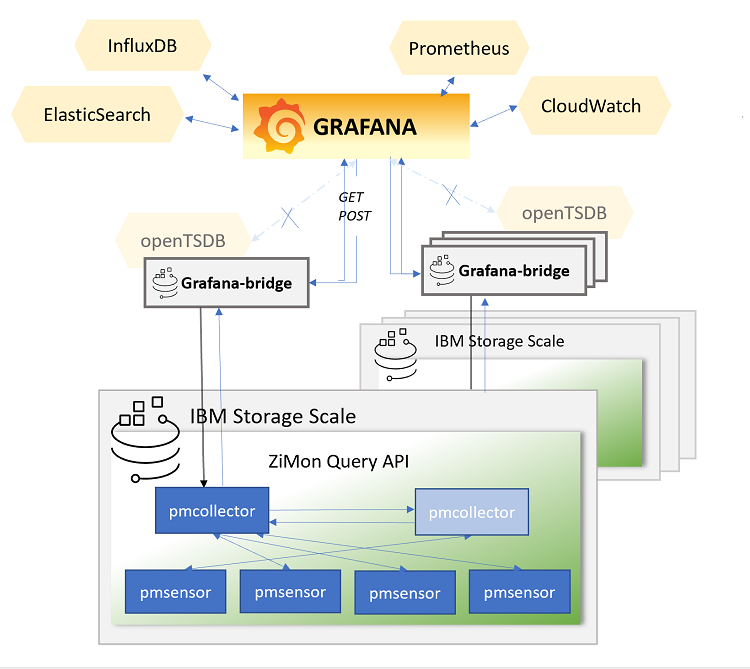 InfluxDB
Prometheus
ElasticSearch
CloudWatch
GRAFANA
GET
POST
openTSDB
openTSDB
Grafana-bridge
Grafana-bridge
IBM Storage Scale
IBM Storage Scale
ZiMon Query API
pmcollector
pmcollector
pmsensor
pmsensor
pmsensor
pmsensor